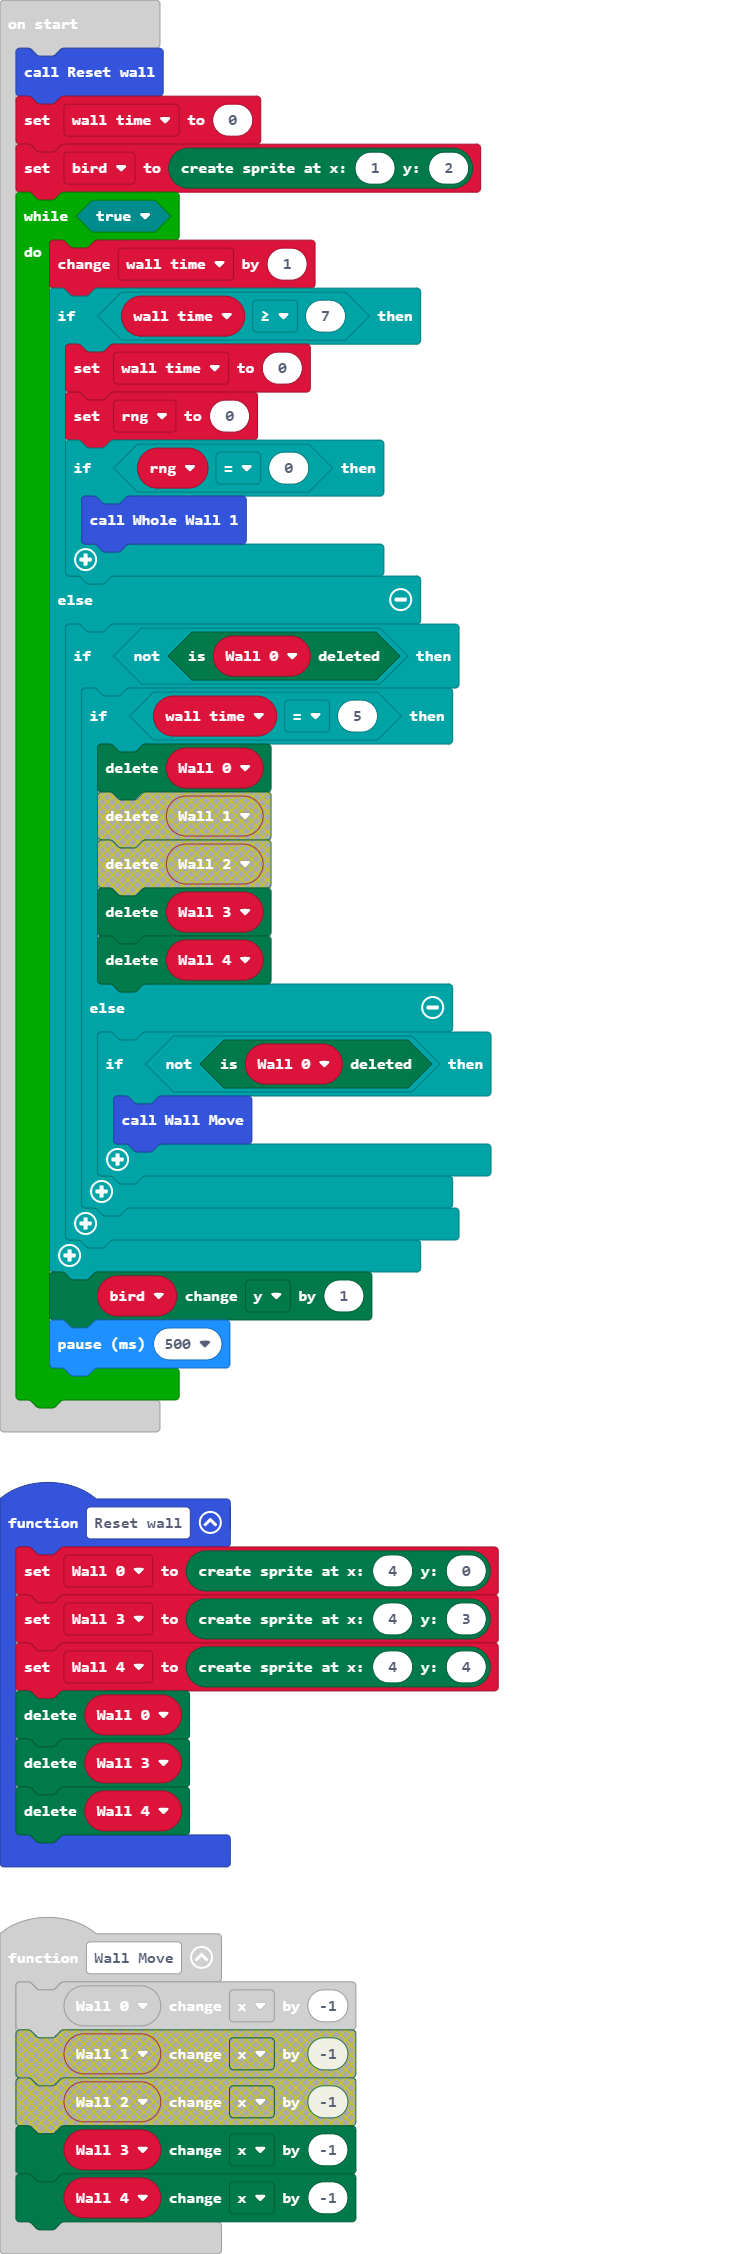 on start
call Reset wall
set wall time to 0
set bird to create sprite at x: 1 y: 2
while true
do
change wall time by 1
if wall time ≥ 7 then
set wall time to 0
set rng to 0
if rng = 0 then
call Whole Wall 1
else
if not is Wall 0 deleted then
if wall time = 5 then
delete Wall 0
delete Wall 1
delete Wall 2
delete Wall 3
delete Wall 4
else
if not is Wall 0 deleted then
call Wall Move
bird change y by 1
pause (ms) 500
function Reset wall
set Wall 0 to create sprite at x: 4 y: 0
set Wall 3 to create sprite at x: 4 y: 3
set Wall 4 to create sprite at x: 4 y: 4
delete Wall 0
delete Wall 3
delete Wall 4
function Wall Move
Wall 0 change x by -1
Wall 1 change x by -1
Wall 2 change x by -1
Wall 3 change x by -1
Wall 4 change x by -1